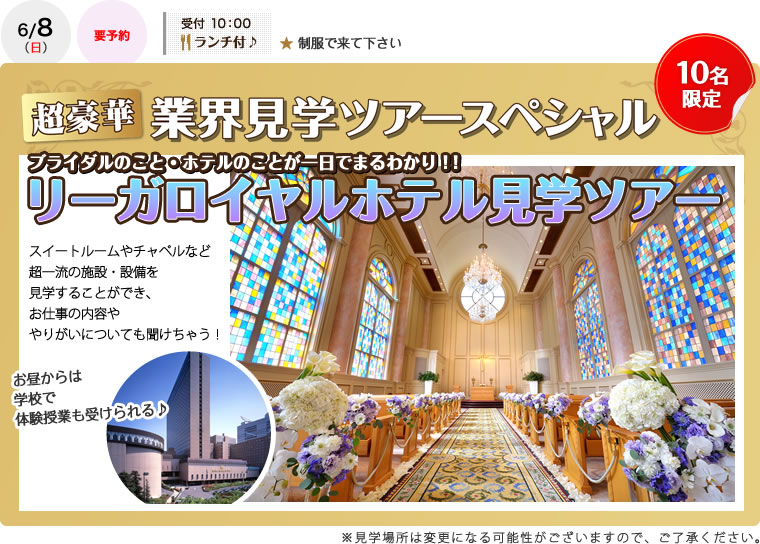 6/8
(日)
要予約
受付 10:00
ランチ付♪
★ 制服で来て下さい
10名
限定
超豪華 業界見学ツアースペシャル
ブライダルのこと・ホテルのことが一日でまるわかり!!
リーガロイヤルホテル見学ツアー
スイートルームやチャペルなど
超一流の施設・設備を
見学することができ、
お仕事の内容や
やりがいについても聞けちゃう!
お昼からは
学校で
体験授業も受けられる♪
※見学場所は変更になる可能性がございますので、ご了承ください。